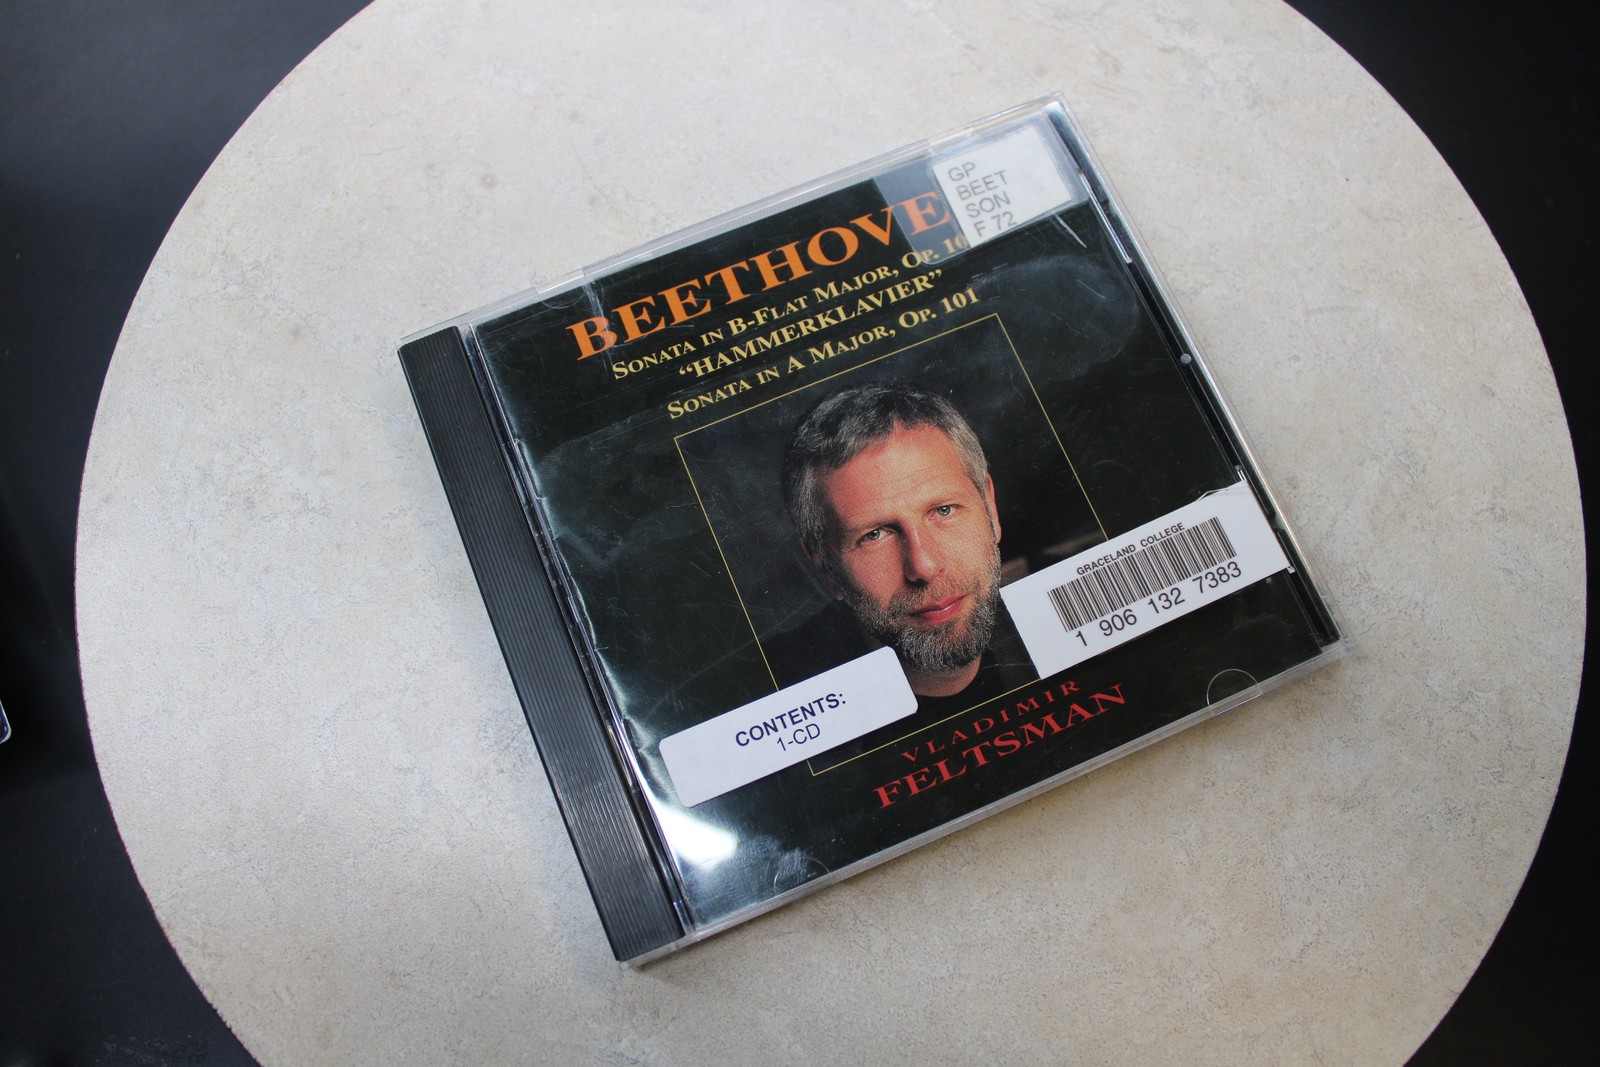 GP
BEET
SON
F 72
BEETHOVE
SONATA IN B-FLAT MAJOR, OP. 10
“HAMMERKLAVIER”
SONATA IN A MAJOR, OP. 101
GRACELAND COLLEGE
1 906 132 7383
CONTENTS:
1-CD
VLADIMIR
FELTSMAN